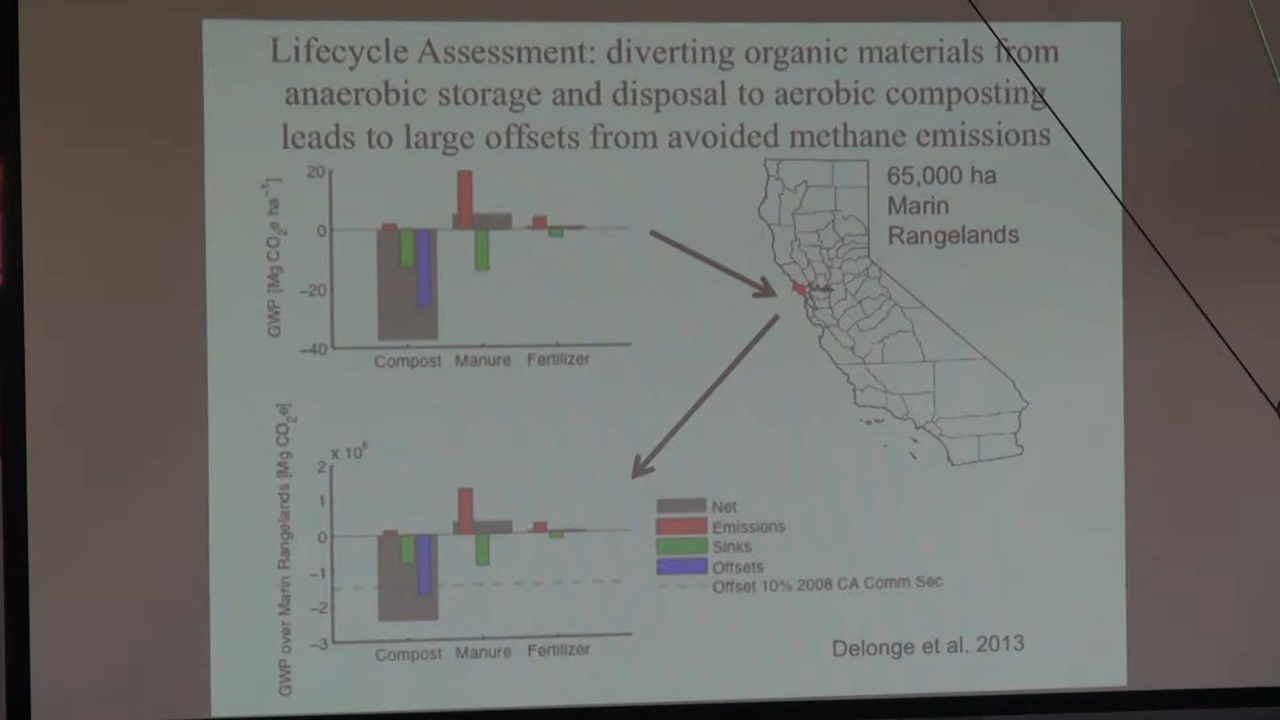 Lifecycle Assessment: diverting organic materials from
anaerobic storage and disposal to aerobic composting
leads to large offsets from avoided methane emissions
65,000 ha
Marin
Rangelands
GWP [Mg CO₂e ha⁻¹]
20
0
−20
−40
Compost Manure Fertilizer
GWP over Marin Rangelands [Mg CO₂e]
x 10⁶
2
1
0
−1
−2
−3
Compost Manure Fertilizer
Net
Emissions
Sinks
Offsets
Offset 10% 2008 CA Comm Sec
Delonge et al. 2013